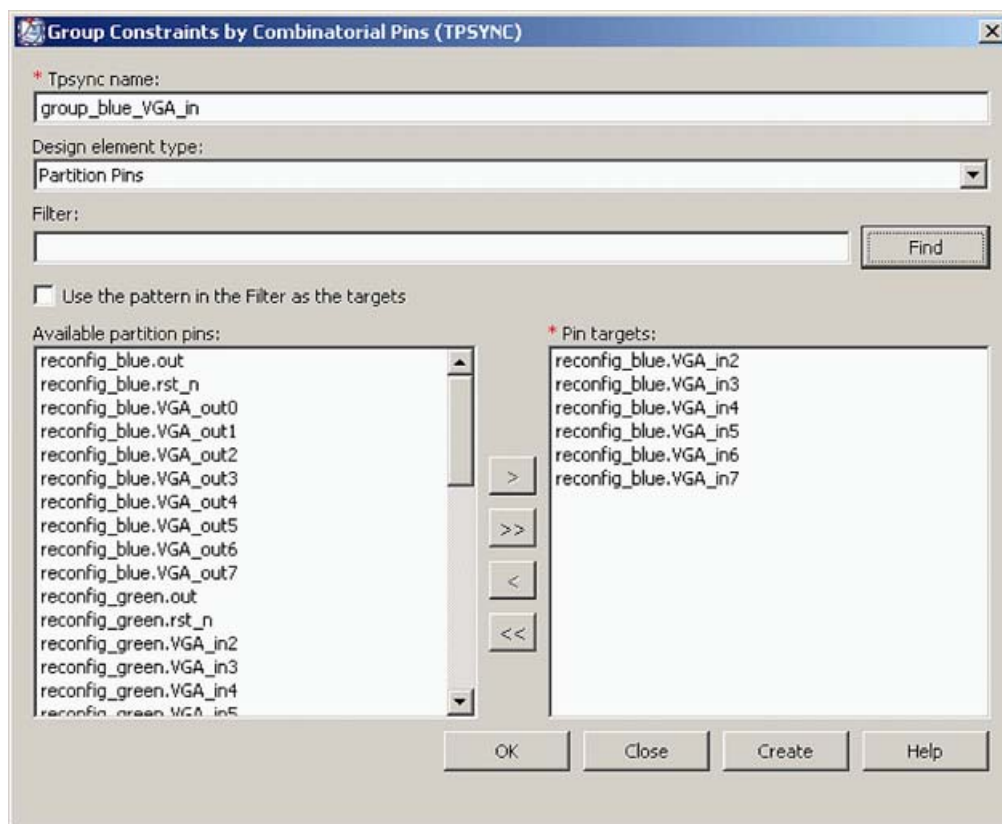 Group Constraints by Combinatorial Pins (TPSYNC)
* Tpsync name:
group_blue_VGA_in
Design element type:
Partition Pins
Filter:
Find
Use the pattern in the Filter as the targets
Available partition pins:
reconfig_blue.out
reconfig_blue.rst_n
reconfig_blue.VGA_out0
reconfig_blue.VGA_out1
reconfig_blue.VGA_out2
reconfig_blue.VGA_out3
reconfig_blue.VGA_out4
reconfig_blue.VGA_out5
reconfig_blue.VGA_out6
reconfig_blue.VGA_out7
reconfig_green.out
reconfig_green.rst_n
reconfig_green.VGA_in2
reconfig_green.VGA_in3
reconfig_green.VGA_in4
reconfig_green.VGA_in5
>
>>
<
<<
* Pin targets:
reconfig_blue.VGA_in2
reconfig_blue.VGA_in3
reconfig_blue.VGA_in4
reconfig_blue.VGA_in5
reconfig_blue.VGA_in6
reconfig_blue.VGA_in7
OK
Close
Create
Help